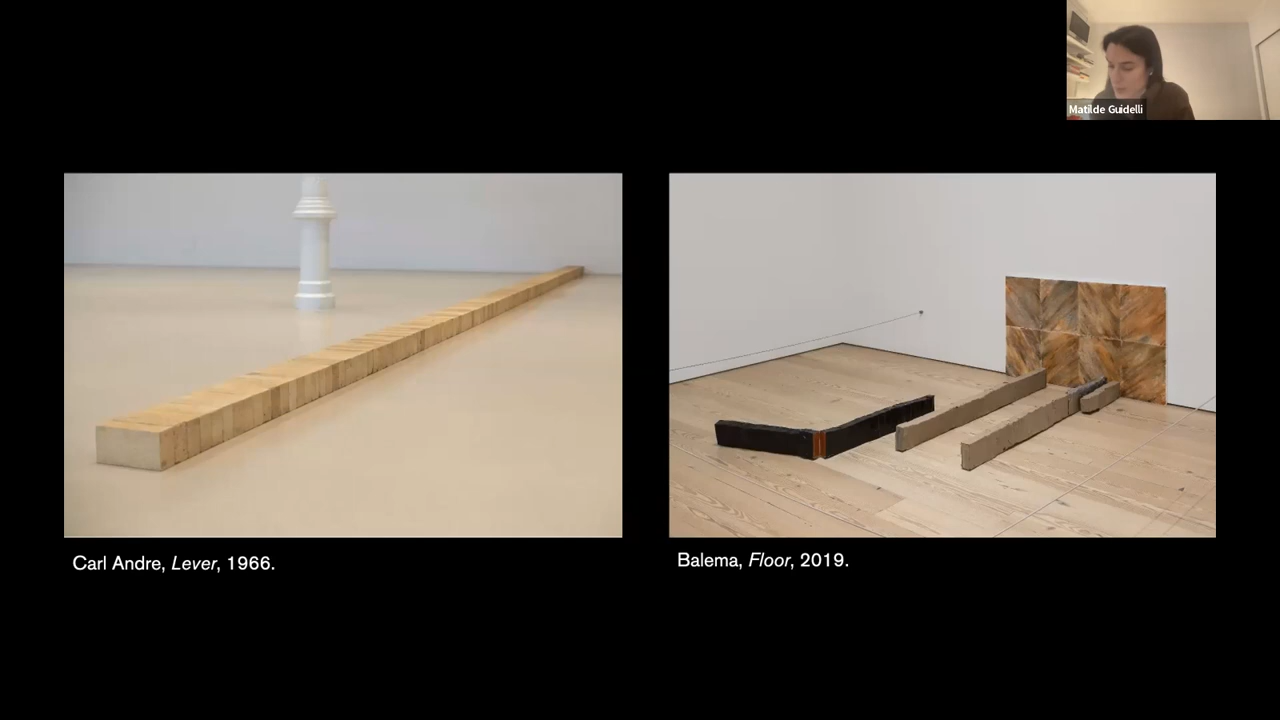 Matilde Guidelli
Carl Andre, Lever, 1966.
Balema, Floor, 2019.